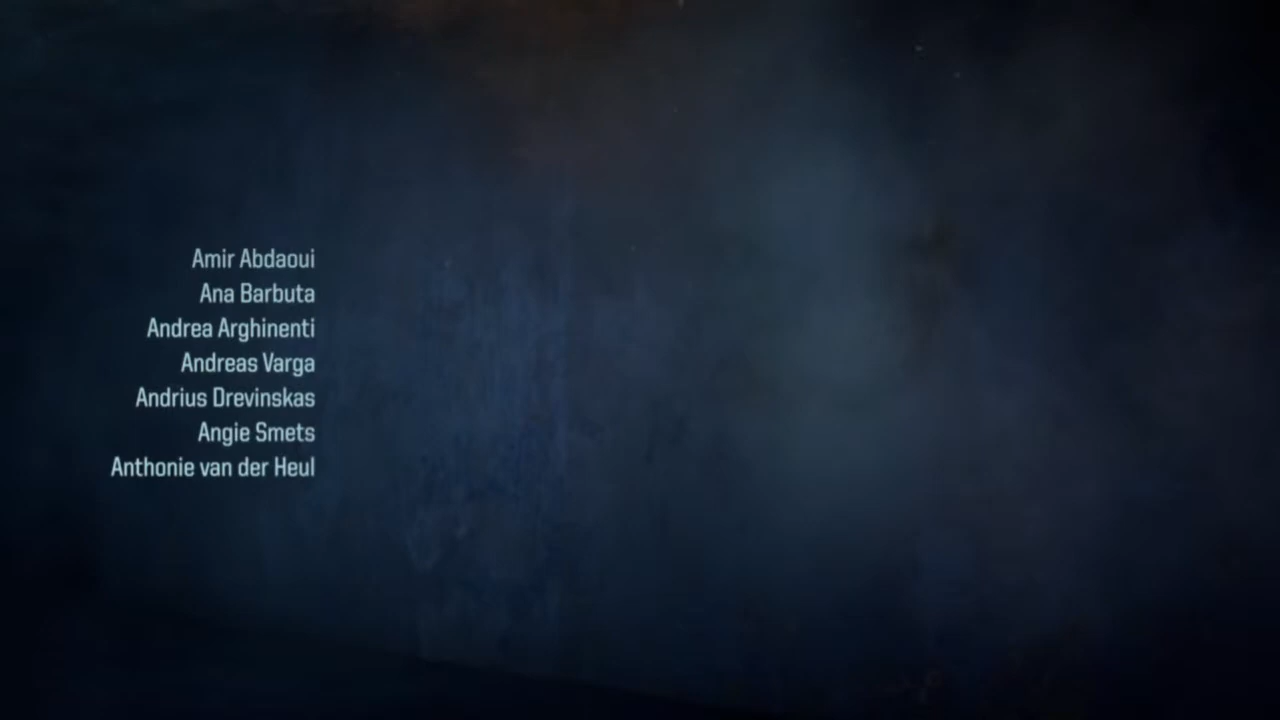 Amir Abdaoui
Ana Barbuta
Andrea Arghinenti
Andreas Varga
Andrius Drevinskas
Angie Smets
Anthonie van der Heul